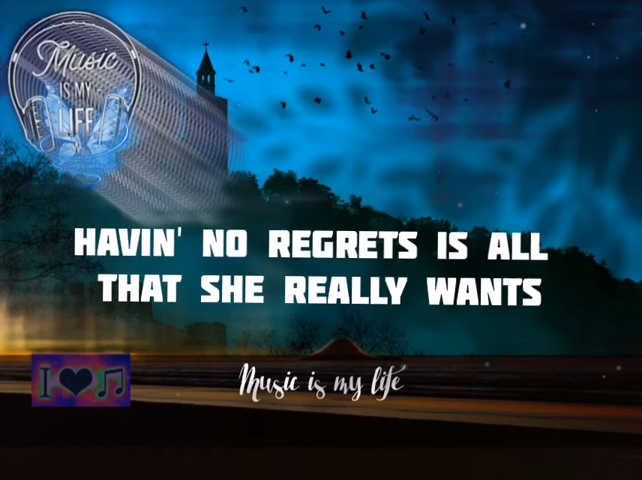 Music
IS MY
LIFE
HAVIN' NO REGRETS IS ALL
THAT SHE REALLY WANTS
I ❤ 🎵
Music is my life